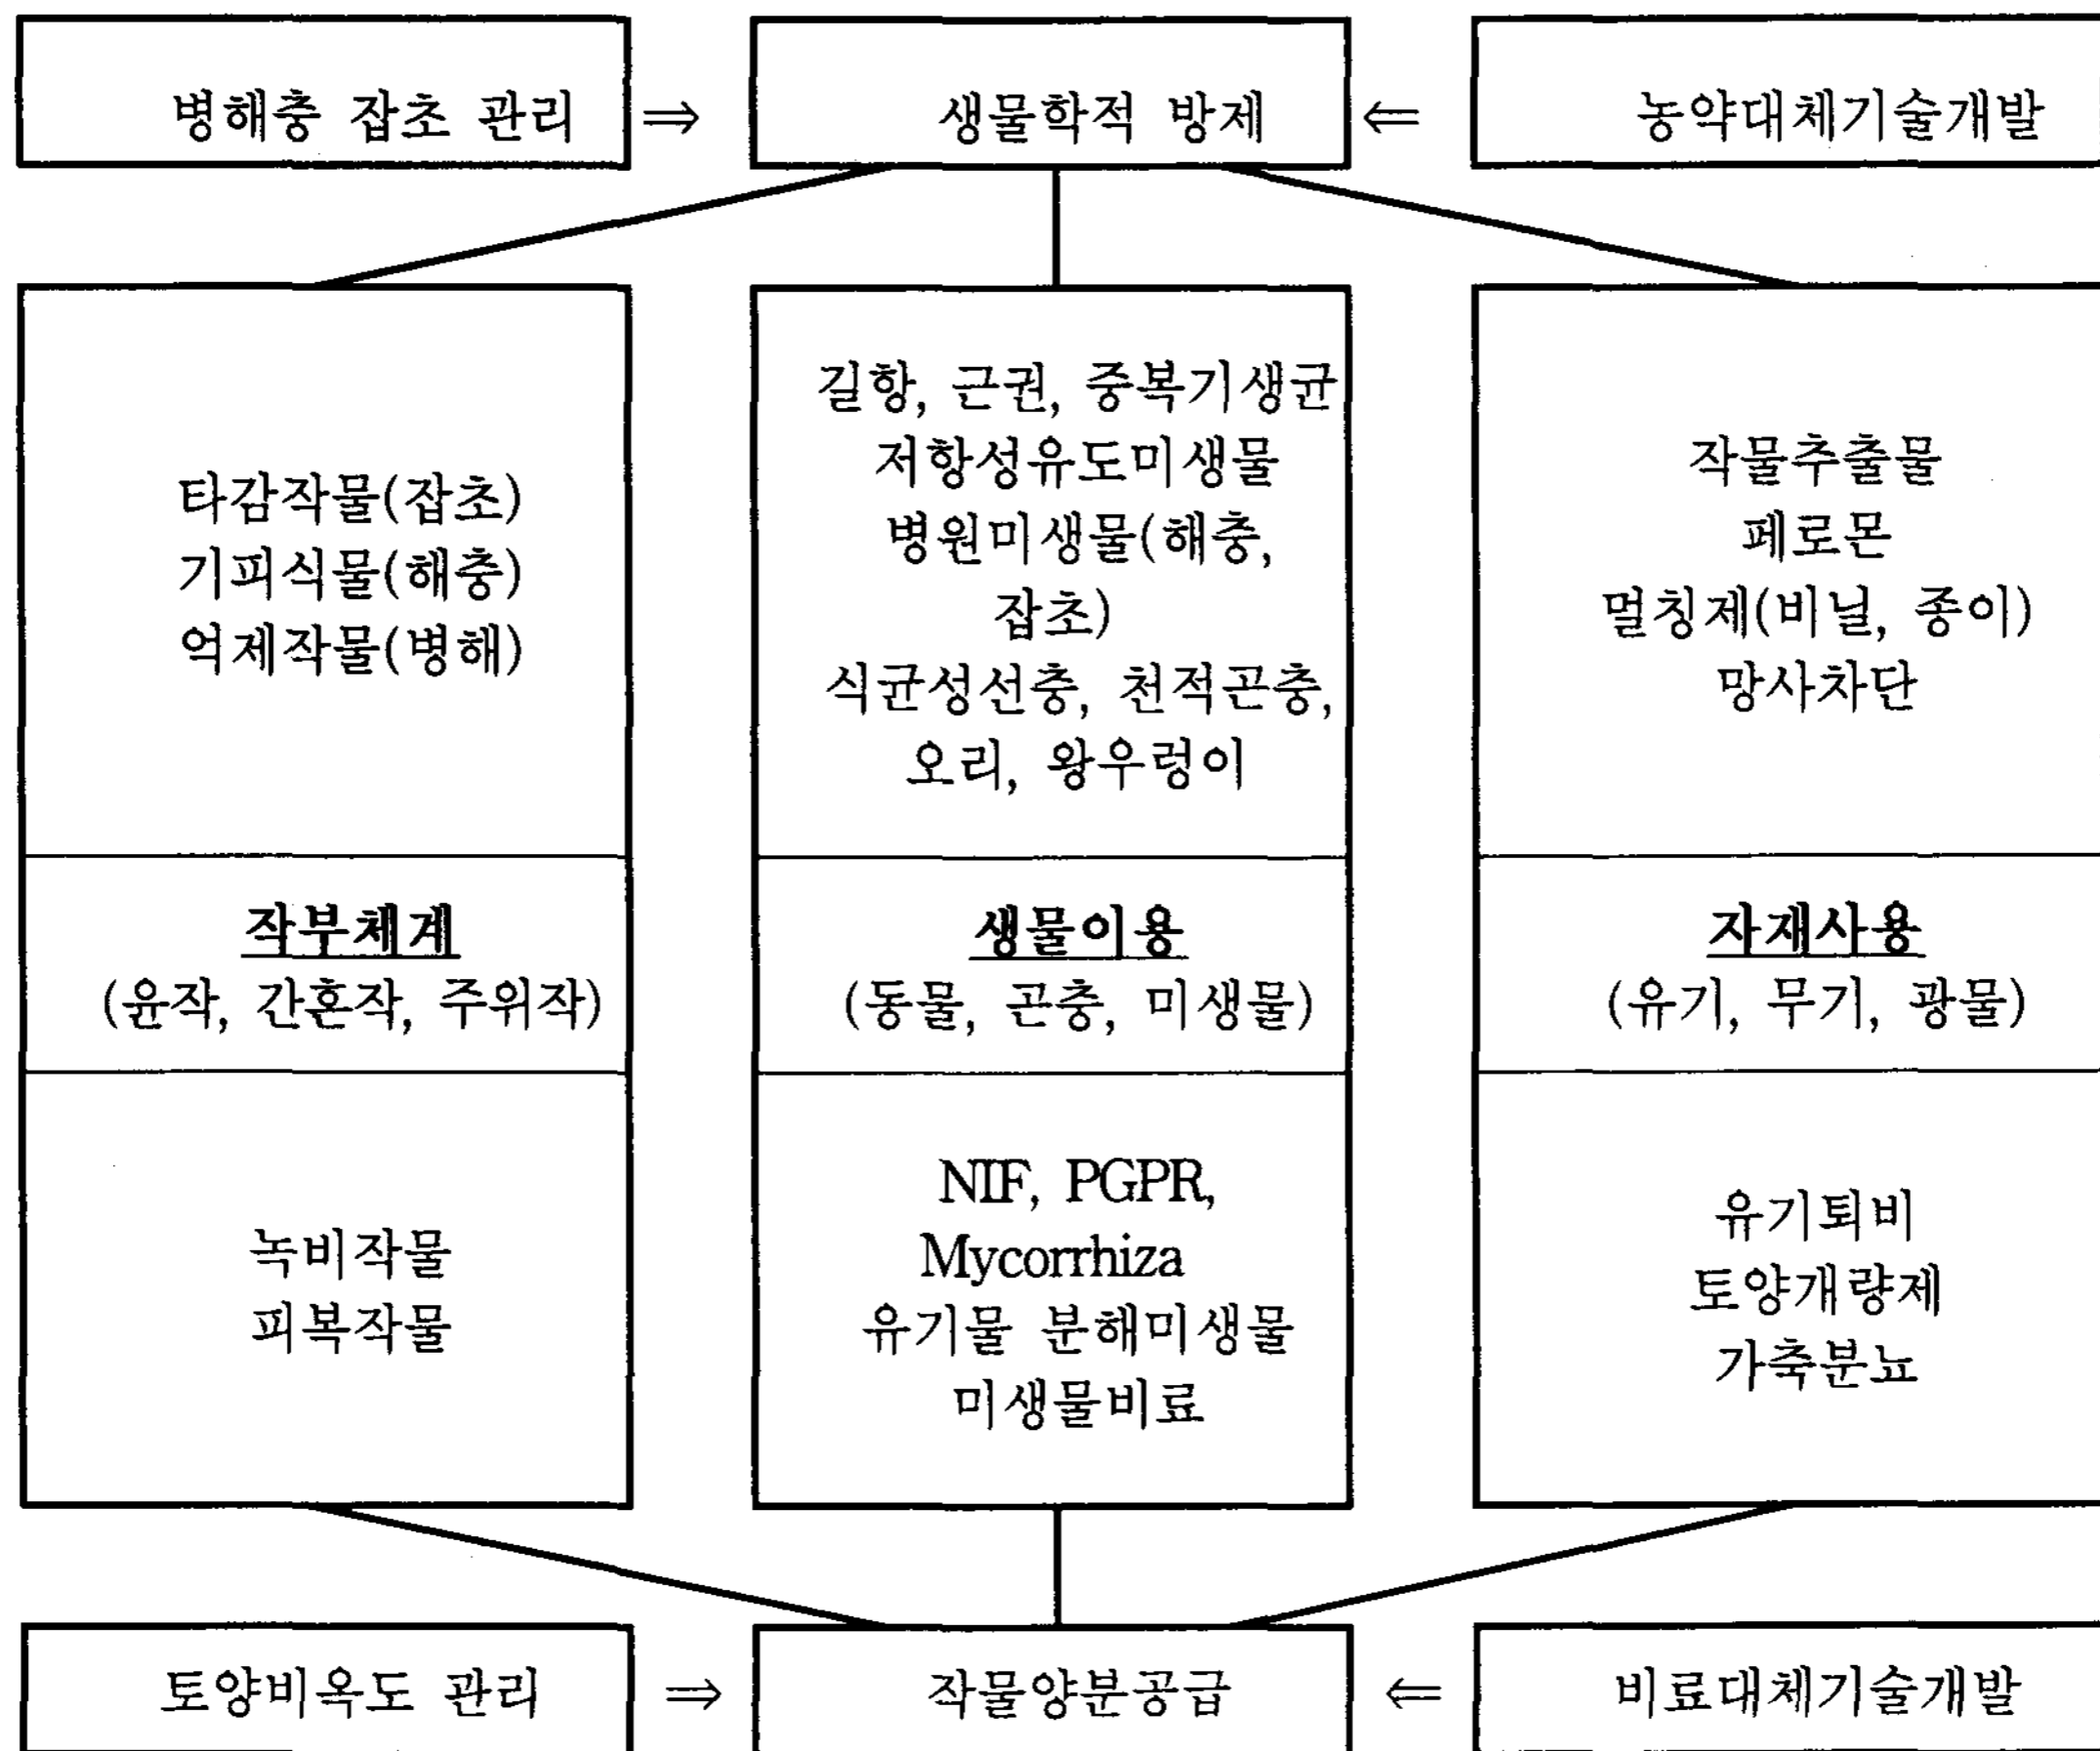 병해충 잡초 관리 ⇒ 생물학적 방제 ⇐ 농약대체기술개발
타감작물(잡초)
기피식물(해충)
억제작물(병해)
길항, 근권, 중복기생균
저항성유도미생물
병원미생물(해충,
잡초)
식균성선충, 천적곤충,
오리, 왕우렁이
작물추출물
페로몬
멀칭제(비닐, 종이)
망사차단
작부체계
(윤작, 간혼작, 주위작)
생물이용
(동물, 곤충, 미생물)
자재사용
(유기, 무기, 광물)
녹비작물
피복작물
NIF, PGPR,
Mycorrhiza
유기물 분해미생물
미생물비료
유기퇴비
토양개량제
가축분뇨
토양비옥도 관리 ⇒ 작물양분공급 ⇐ 비료대체기술개발